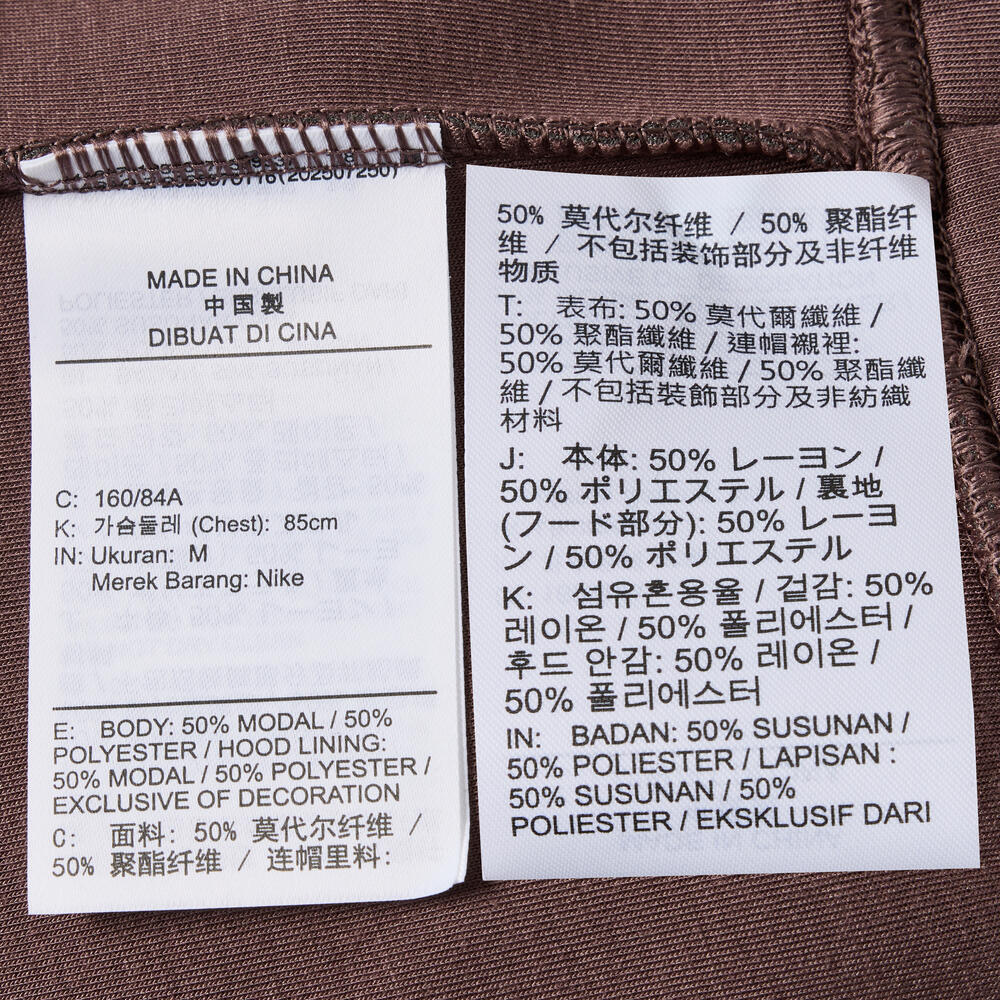 (202507250)
MADE IN CHINA
中国製
DIBUAT DI CINA
C: 160/84A
K: 가슴둘레 (Chest): 85cm
IN: Ukuran: M
Merek Barang: Nike
E: BODY: 50% MODAL / 50%
POLYESTER / HOOD LINING:
50% MODAL / 50% POLYESTER /
EXCLUSIVE OF DECORATION
C: 面料: 50% 莫代尔纤维 /
50% 聚酯纤维 / 连帽里料:
50% 莫代尔纤维 / 50% 聚酯纤
维 / 不包括装饰部分及非纤维
物质
T: 表布: 50% 莫代爾纖維 /
50% 聚酯纖維 / 連帽襯裡:
50% 莫代爾纖維 / 50% 聚酯纖
維 / 不包括裝飾部分及非紡織
材料
J: 本体: 50% レーヨン /
50% ポリエステル / 裏地
(フード部分): 50% レーヨ
ン / 50% ポリエステル
K: 섬유혼용율 / 겉감: 50%
레이온 / 50% 폴리에스터 /
후드 안감: 50% 레이온 /
50% 폴리에스터
IN: BADAN: 50% SUSUNAN /
50% POLIESTER / LAPISAN :
50% SUSUNAN / 50%
POLIESTER / EKSKLUSIF DARI